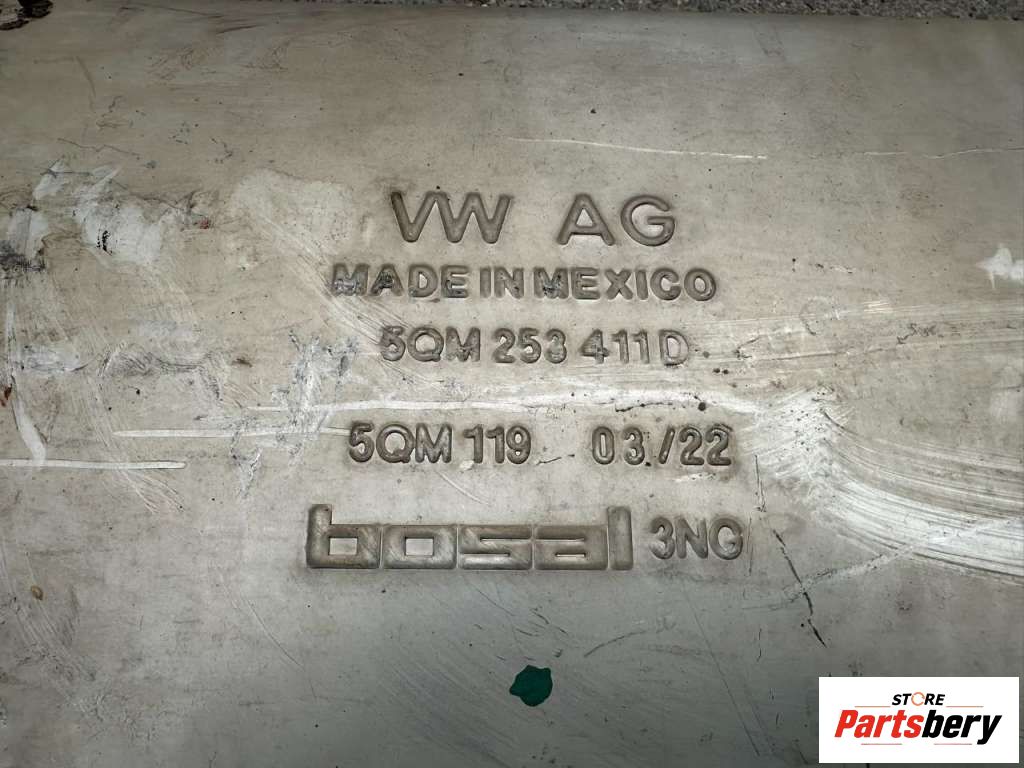 VW AG
MADE IN MEXICO
5QM 253 411 D
5QM 119 03/22
bosal 3NG
STORE
Partsbery